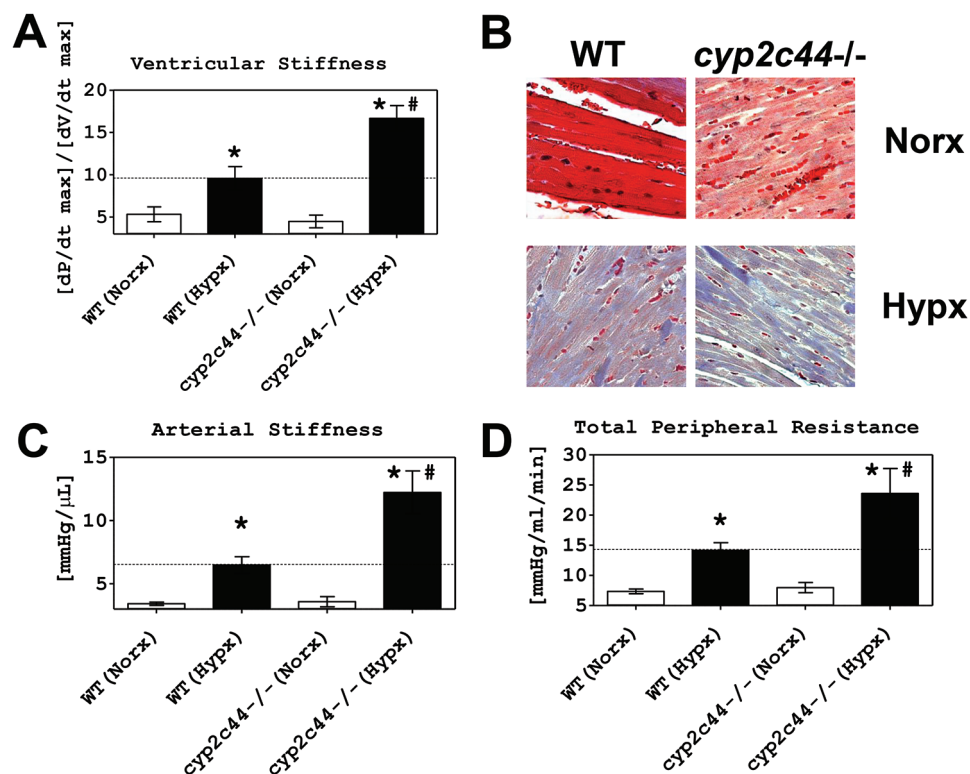 A
Ventricular Stiffness
[dP/dt max]/[dV/dt max]
20
15
10
5
*
* #
WT(Norx)
WT(Hypx)
cyp2c44-/-(Norx)
cyp2c44-/-(Hypx)
B
WT
cyp2c44-/-
Norx
Hypx
C
Arterial Stiffness
[mmHg/μL]
15
10
5
*
* #
WT(Norx)
WT(Hypx)
cyp2c44-/-(Norx)
cyp2c44-/-(Hypx)
D
Total Peripheral Resistance
[mmHg/ml/min]
30
25
20
15
10
5
*
* #
WT(Norx)
WT(Hypx)
cyp2c44-/-(Norx)
cyp2c44-/-(Hypx)